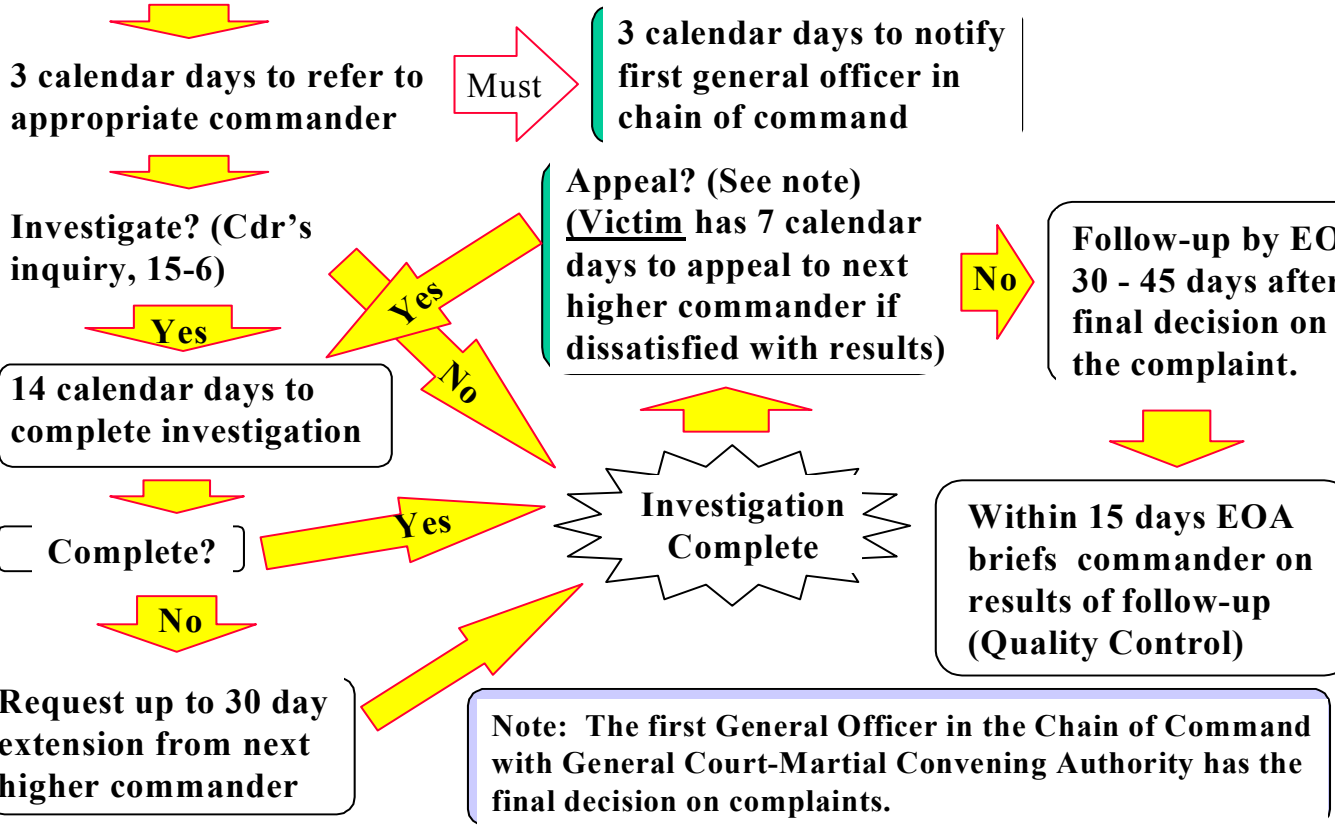 3 calendar days to refer to
appropriate commander
Must
3 calendar days to notify
first general officer in
chain of command
Investigate? (Cdr's
inquiry, 15-6)
Yes
No
14 calendar days to
complete investigation
Complete?
Yes
No
Request up to 30 day
extension from next
higher commander
Investigation
Complete
Appeal? (See note)
(Victim has 7 calendar
days to appeal to next
higher commander if
dissatisfied with results)
Yes
No
Follow-up by EO
30 - 45 days after
final decision on
the complaint.
Within 15 days EOA
briefs commander on
results of follow-up
(Quality Control)
Note: The first General Officer in the Chain of Command
with General Court-Martial Convening Authority has the
final decision on complaints.